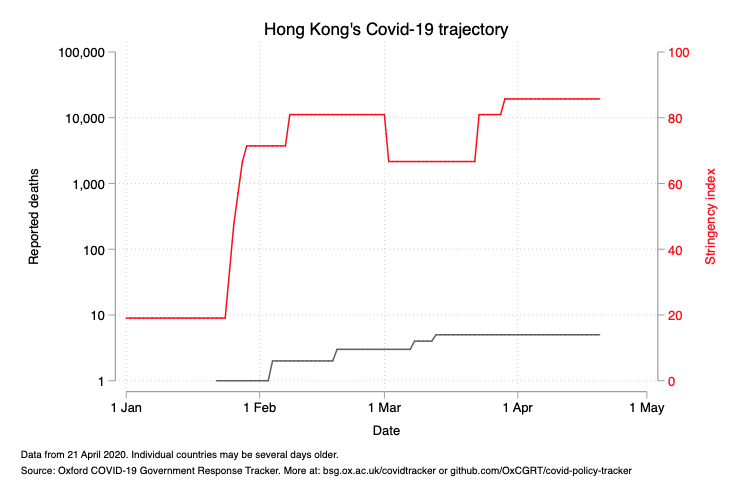 Hong Kong's Covid-19 trajectory
100,000
10,000
1,000
100
10
1
Reported deaths
100
80
60
40
20
0
Stringency index
1 Jan
1 Feb
1 Mar
1 Apr
1 May
Date
Data from 21 April 2020. Individual countries may be several days older.
Source: Oxford COVID-19 Government Response Tracker. More at: bsg.ox.ac.uk/covidtracker or github.com/OxCGRT/covid-policy-tracker